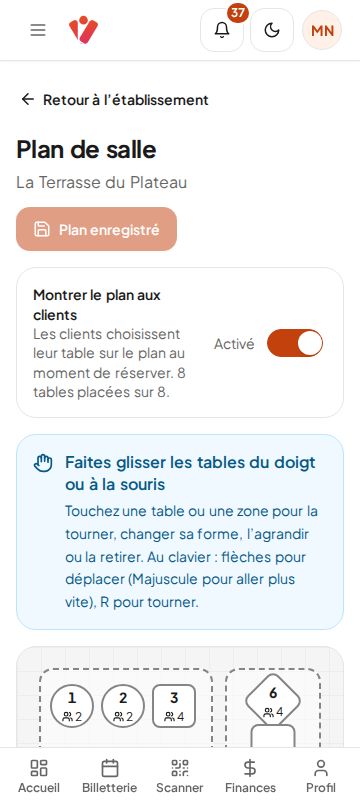 37
MN
Retour à l'établissement
Plan de salle
La Terrasse du Plateau
Plan enregistré
Montrer le plan aux
clients
Les clients choisissent
leur table sur le plan au
moment de réserver. 8
tables placées sur 8.
Activé
Faites glisser les tables du doigt
ou à la souris
Touchez une table ou une zone pour la
tourner, changer sa forme, l'agrandir
ou la retirer. Au clavier : flèches pour
déplacer (Majuscule pour aller plus
vite), R pour tourner.
1 2 3 6
2 2 4 4
Accueil Billetterie Scanner Finances Profil